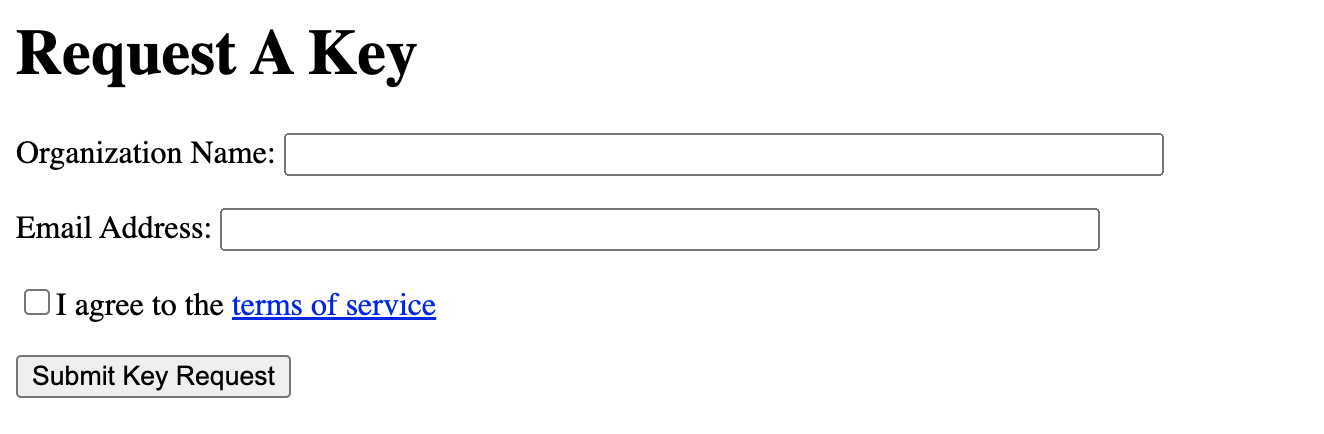 Request A Key
Organization Name:
Email Address:
I agree to the terms of service
Submit Key Request